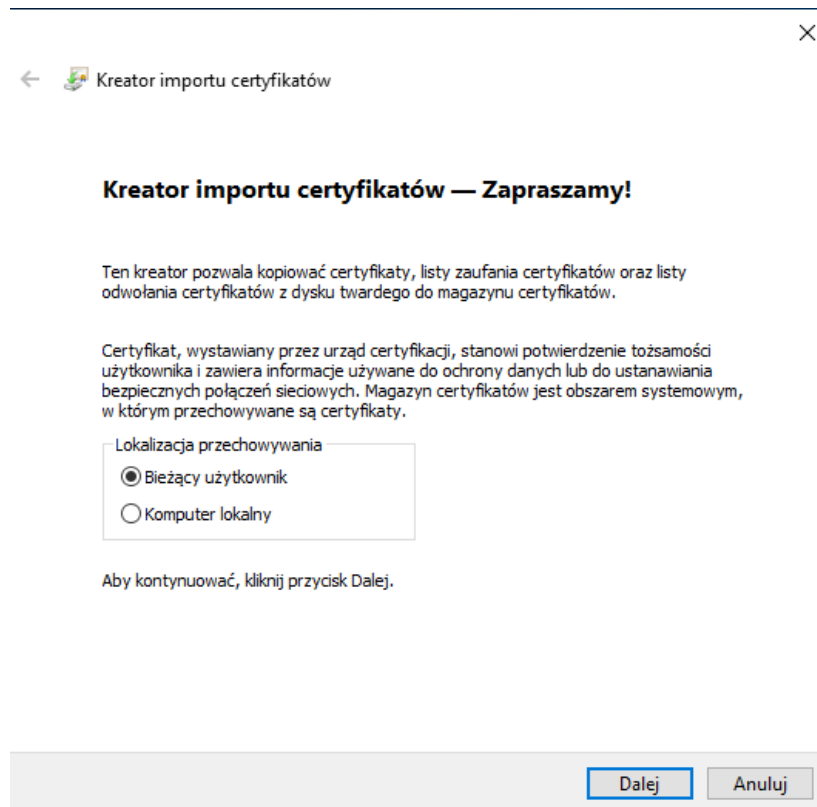 Kreator importu certyfikatów
Kreator importu certyfikatów — Zapraszamy!
Ten kreator pozwala kopiować certyfikaty, listy zaufania certyfikatów oraz listy
odwołania certyfikatów z dysku twardego do magazynu certyfikatów.
Certyfikat, wystawiany przez urząd certyfikacji, stanowi potwierdzenie tożsamości
użytkownika i zawiera informacje używane do ochrony danych lub do ustanawiania
bezpiecznych połączeń sieciowych. Magazyn certyfikatów jest obszarem systemowym,
w którym przechowywane są certyfikaty.
Lokalizacja przechowywania
Bieżący użytkownik
Komputer lokalny
Aby kontynuować, kliknij przycisk Dalej.
Dalej
Anuluj